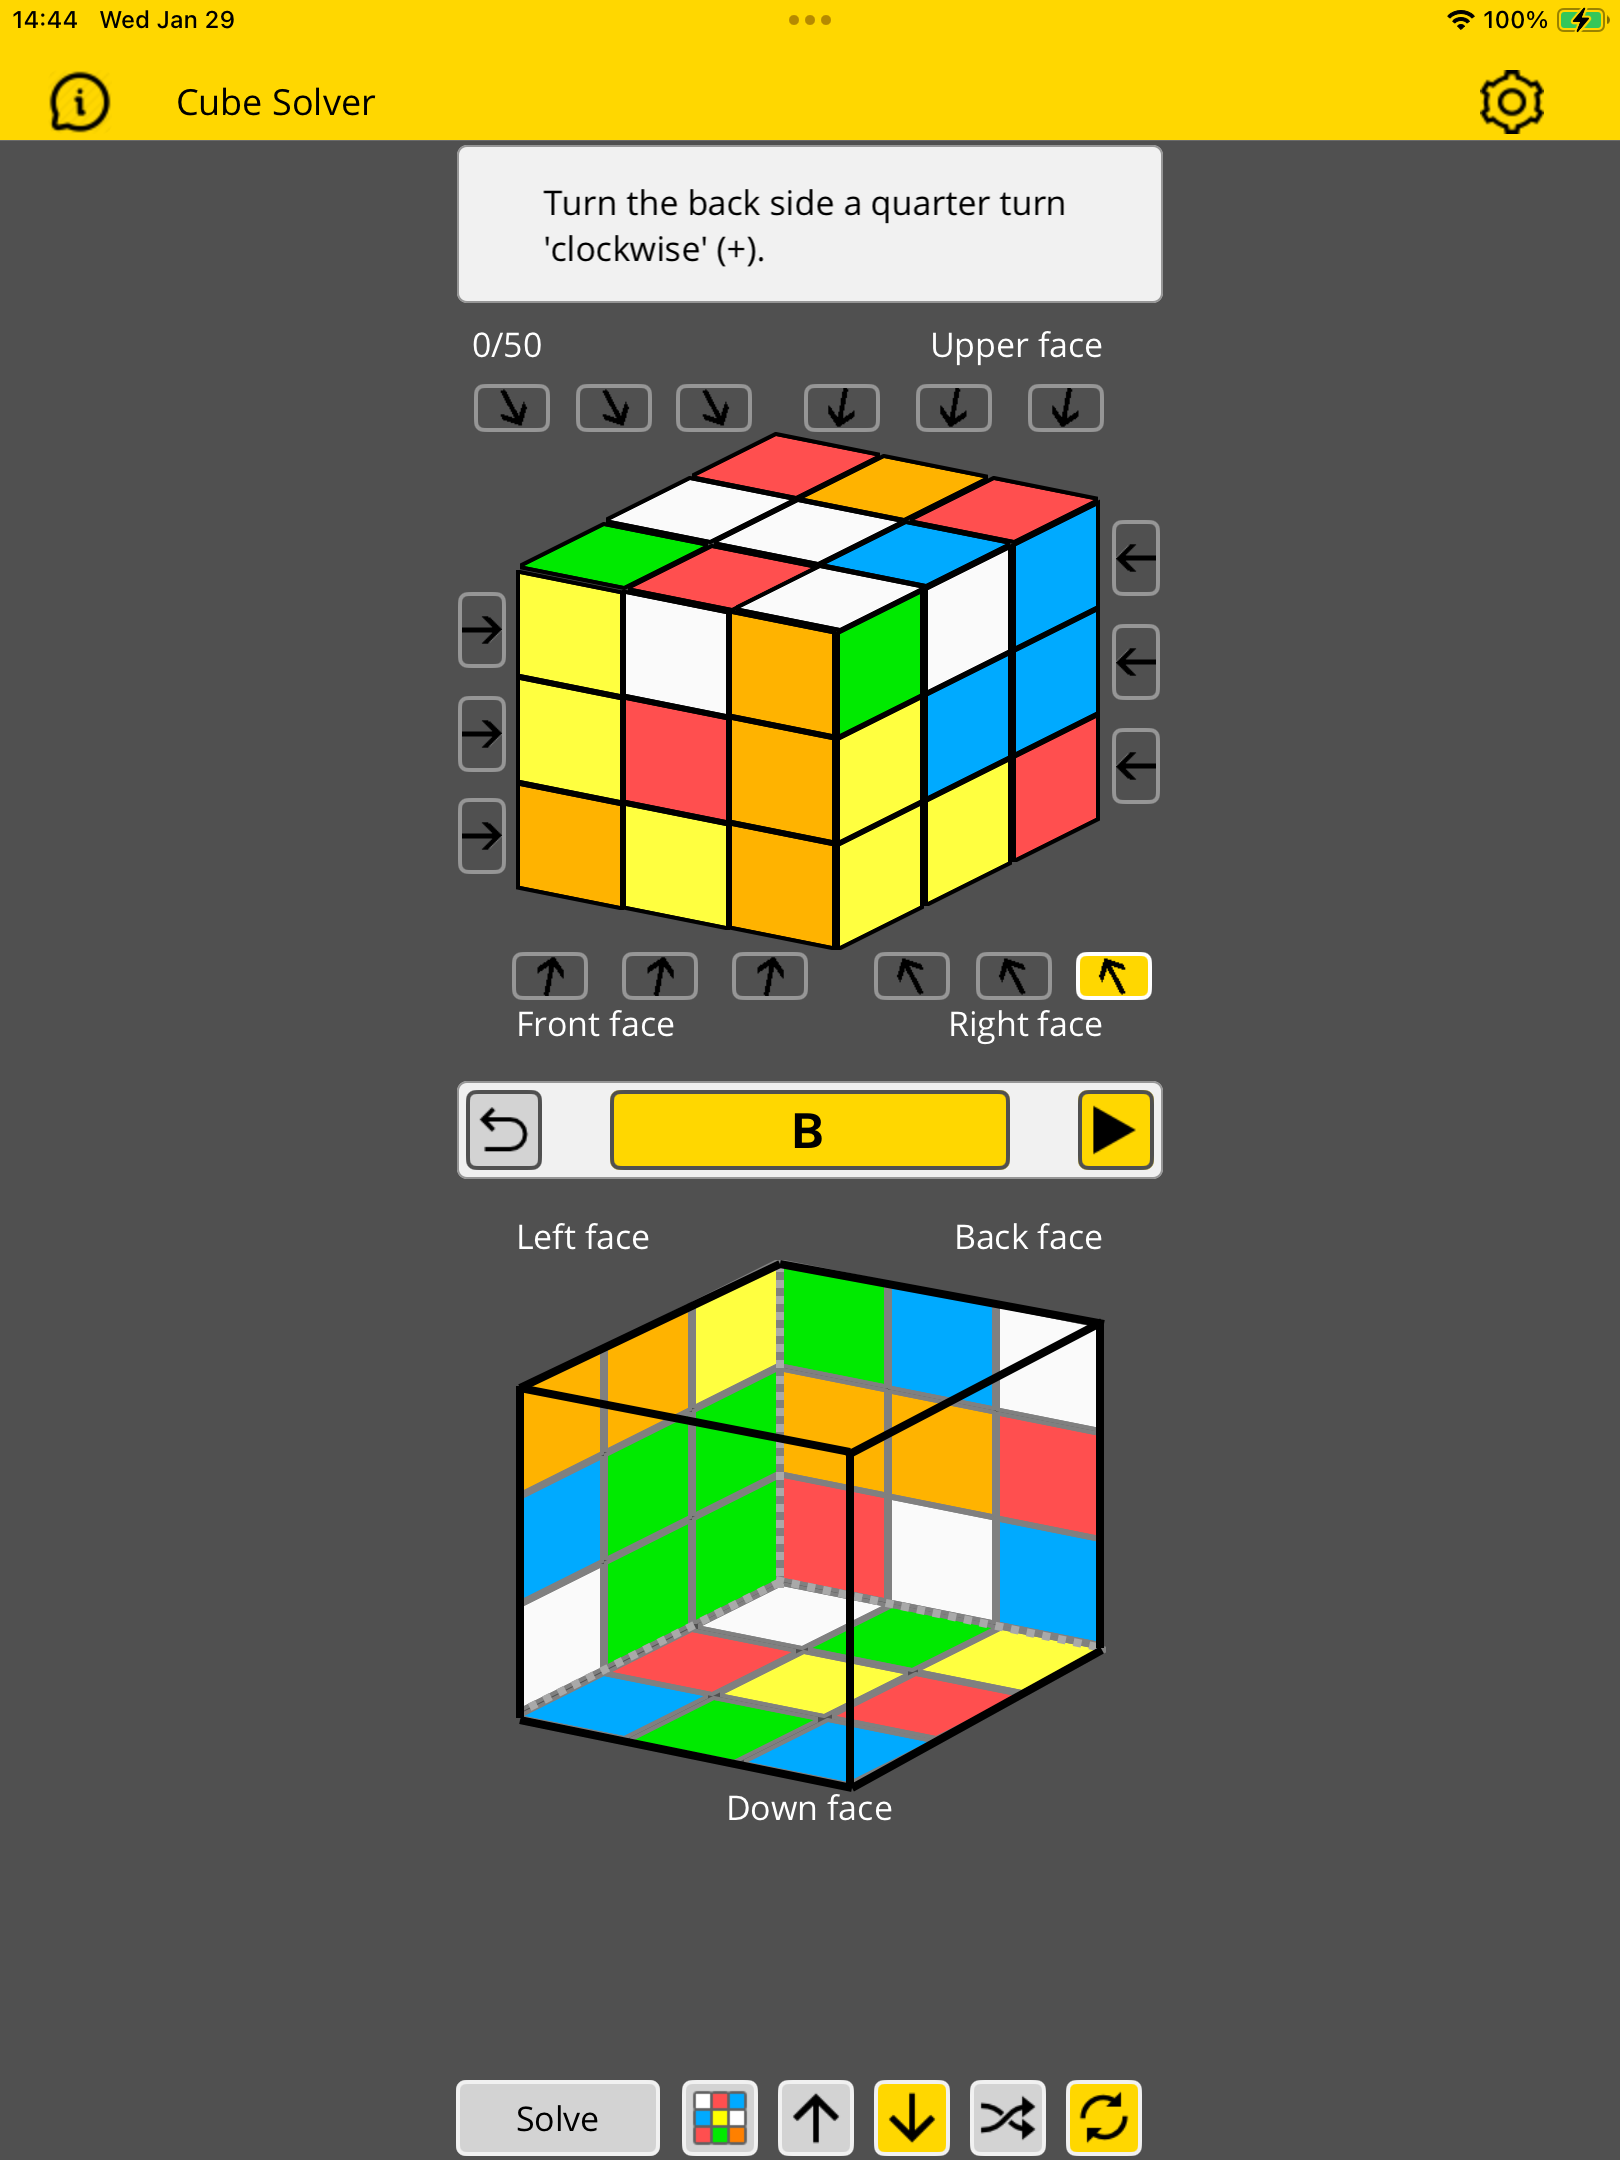 14:44 Wed Jan 29
100%
Cube Solver
Turn the back side a quarter turn
'clockwise' (+).
0/50
Upper face
Front face
Right face
B
Left face
Back face
Down face
Solve